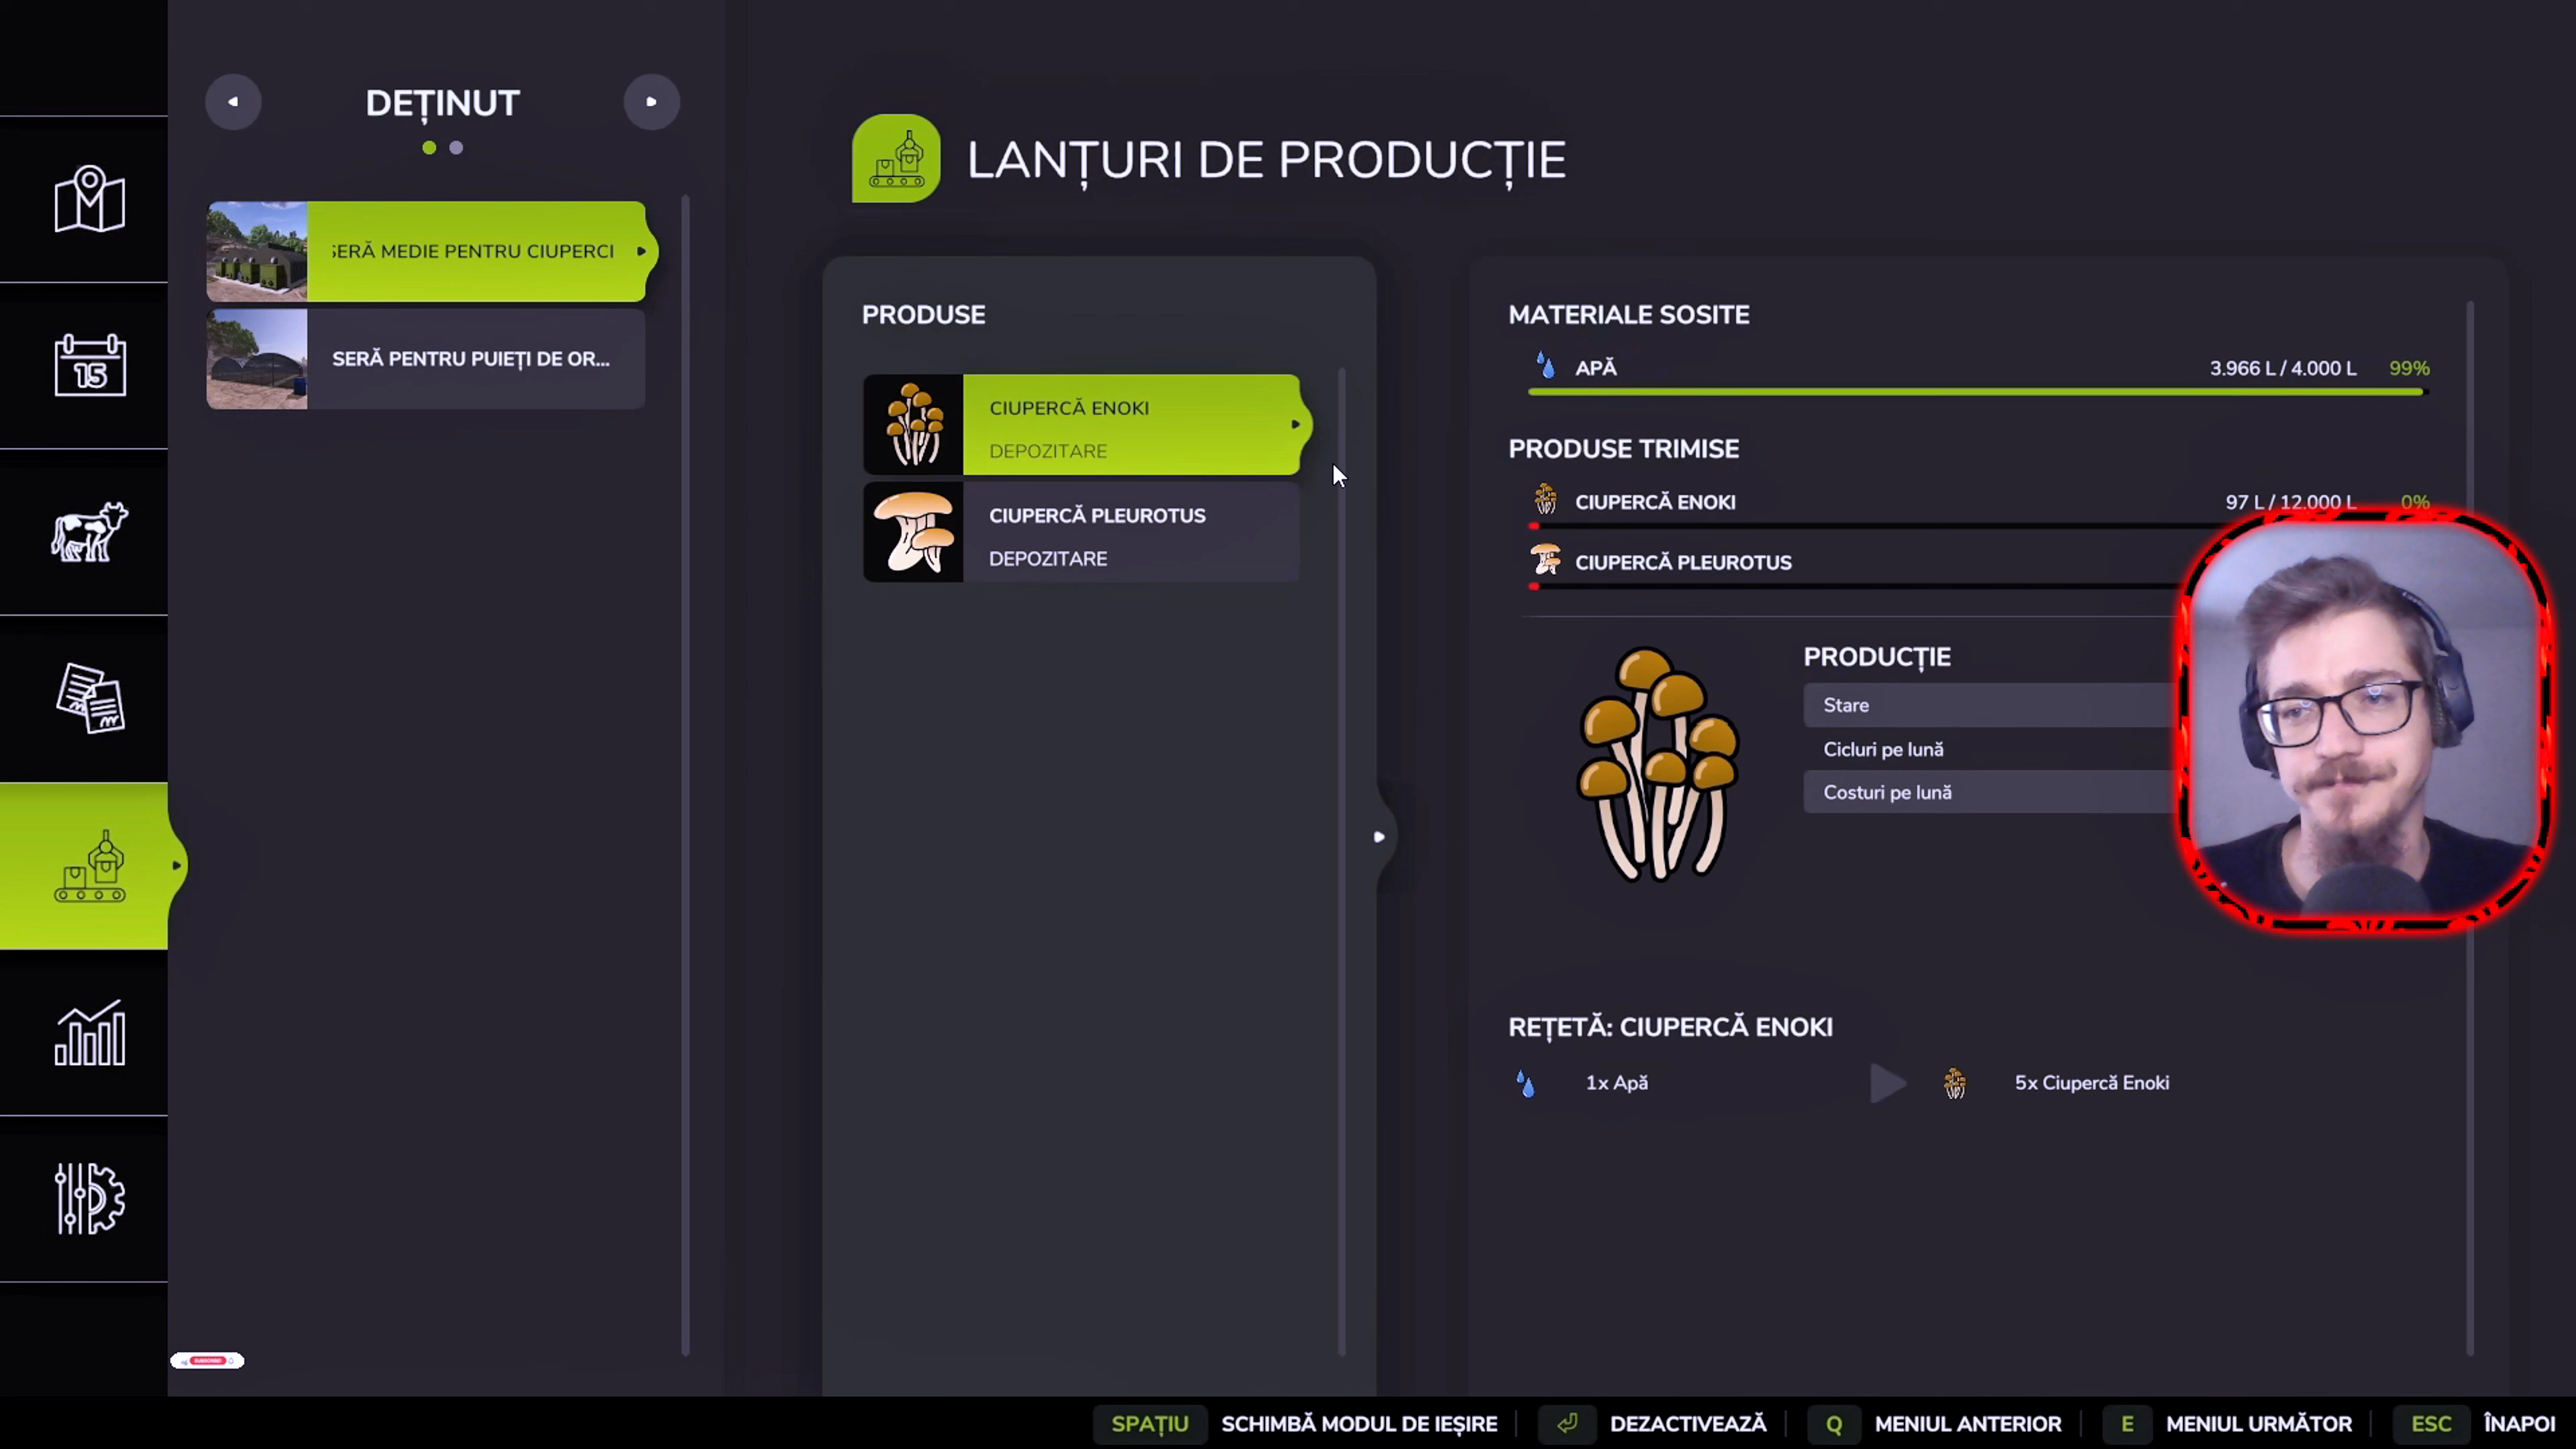 DEȚINUT
ERĂ MEDIE PENTRU CIUPERCI
SERĂ PENTRU PUIEȚI DE OR...
15
LANȚURI DE PRODUCȚIE
PRODUSE
CIUPERCĂ ENOKI
DEPOZITARE
CIUPERCĂ PLEUROTUS
DEPOZITARE
MATERIALE SOSITE
APĂ 3.966 L / 4.000 L 99%
PRODUSE TRIMISE
CIUPERCĂ ENOKI 97 L / 12.000 L 0%
CIUPERCĂ PLEUROTUS
PRODUCȚIE
Stare
Cicluri pe lună
Costuri pe lună
REȚETĂ: CIUPERCĂ ENOKI
1x Apă 5x Ciupercă Enoki
SPAȚIU SCHIMBĂ MODUL DE IEȘIRE DEZACTIVEAZĂ Q MENIUL ANTERIOR E MENIUL URMĂTOR ESC ÎNAPOI